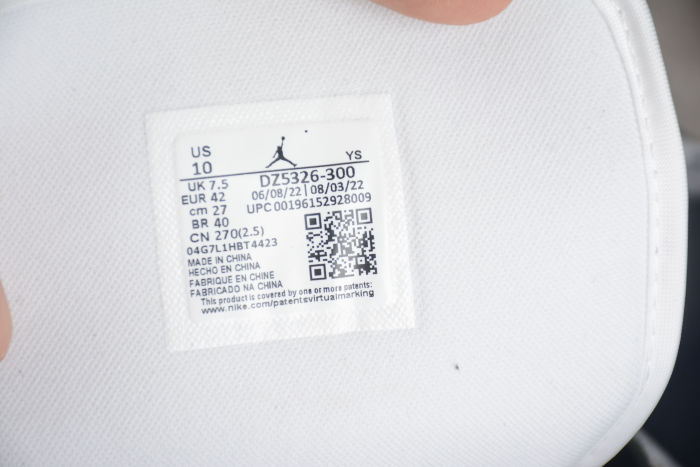 US
10
YS
UK 7.5
DZ5326-300
EUR 42
06/08/22 | 08/03/22
cm 27
UPC 00196152928009
BR 40
CN 270(2.5)
04G7L1HBT4423
MADE IN CHINA
HECHO EN CHINA
FABRIQUE EN CHINE
FABRICADO NA CHINA
This product is covered by one or more patents:
www.nike.com/patentsvirtualmarking